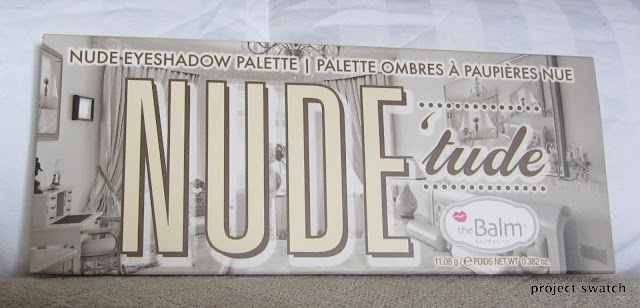 NUDE-EYESHADOW PALETTE | PALETTE OMBRES À PAUPIÈRES NUE
NUDE 'tude
the Balm®
cosmetics
11.08 g / ℮ POIDS NET WT 0.382 oz.
project swatch